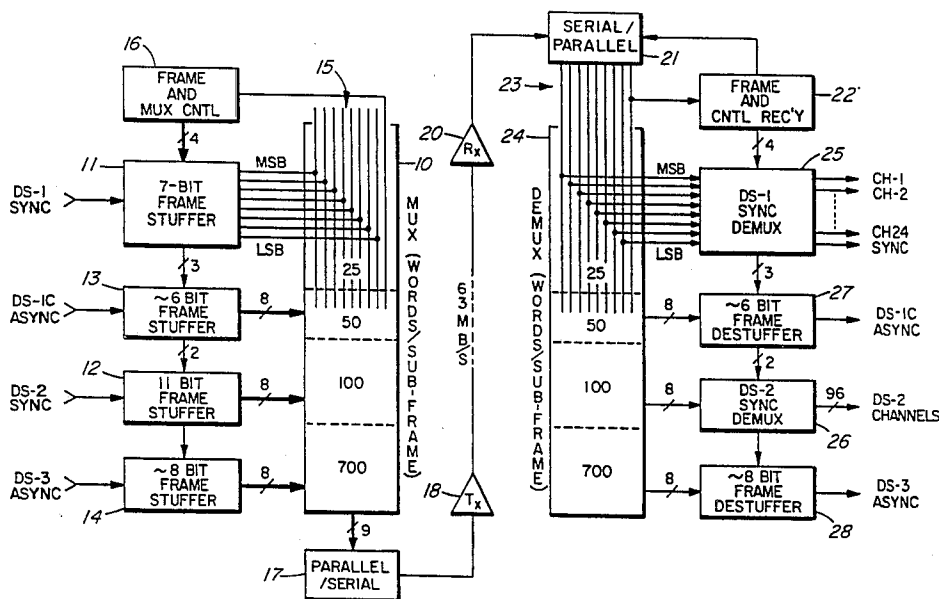 16
FRAME
AND
MUX CNTL
15
4
11
DS-1
SYNC
7-BIT
FRAME
STUFFER
MSB
LSB
10
25
50
100
700
MUX (WORDS/SUB-FRAME)
3
13
DS-1C
ASYNC
~6 BIT
FRAME
STUFFER
8
2
12
DS-2
SYNC
11 BIT
FRAME
STUFFER
8
DS-3
ASYNC
~8 BIT
FRAME
STUFFER
8
14
9
17
PARALLEL
/SERIAL
18
Tx
63 MB/S
20
Rx
SERIAL/
PARALLEL
21
23
FRAME
AND
CNTL REC'Y
22
24
4
25
MSB
LSB
DS-1
SYNC
DEMUX
CH-1
CH-2
CH24
SYNC
DEMUX (WORDS/SUB-FRAME)
25
50
100
700
3
27
8
~6 BIT
FRAME
DESTUFFER
DS-1C
ASYNC
2
8
DS-2
SYNC
DEMUX
96
DS-2
CHANNELS
26
8
~8 BIT
FRAME
DESTUFFER
DS-3
ASYNC
28